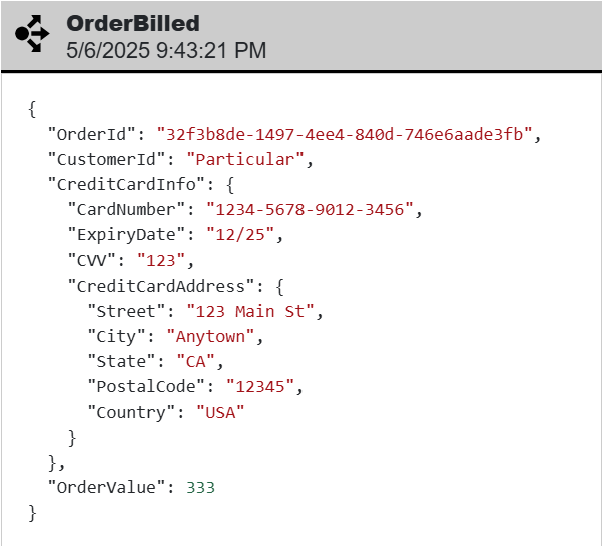 OrderBilled
5/6/2025 9:43:21 PM
{
"OrderId": "32f3b8de-1497-4ee4-840d-746e6aade3fb",
"CustomerId": "Particular",
"CreditCardInfo": {
"CardNumber": "1234-5678-9012-3456",
"ExpiryDate": "12/25",
"CVV": "123",
"CreditCardAddress": {
"Street": "123 Main St",
"City": "Anytown",
"State": "CA",
"PostalCode": "12345",
"Country": "USA"
}
},
"OrderValue": 333
}